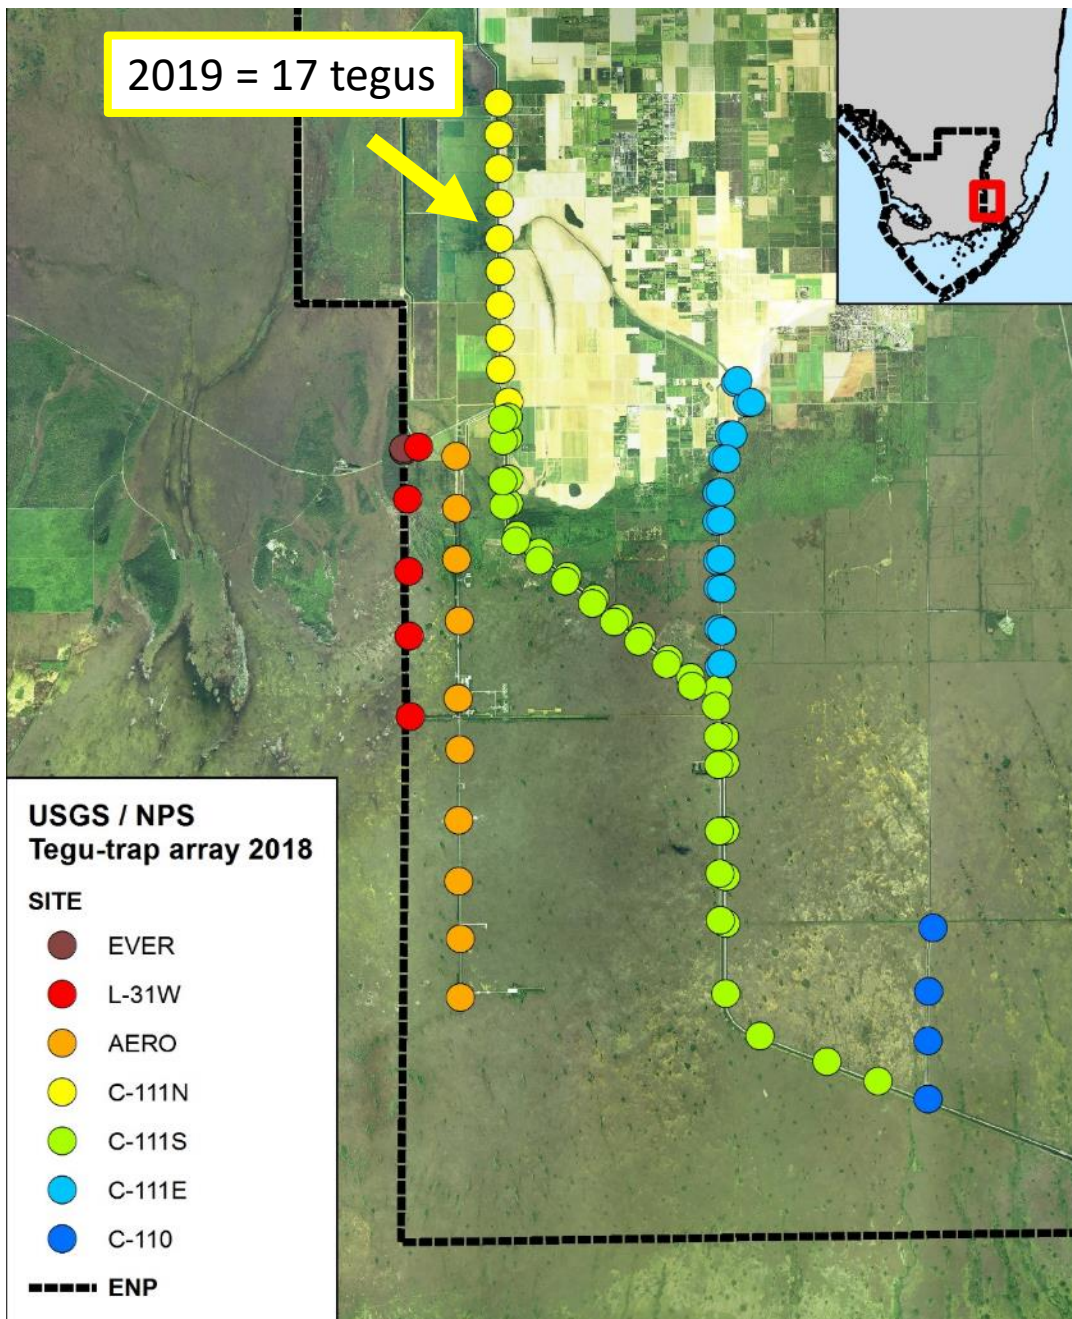 2019 = 17 tegus
USGS / NPS
Tegu-trap array 2018
SITE
EVER
L-31W
AERO
C-111N
C-111S
C-111E
C-110
ENP